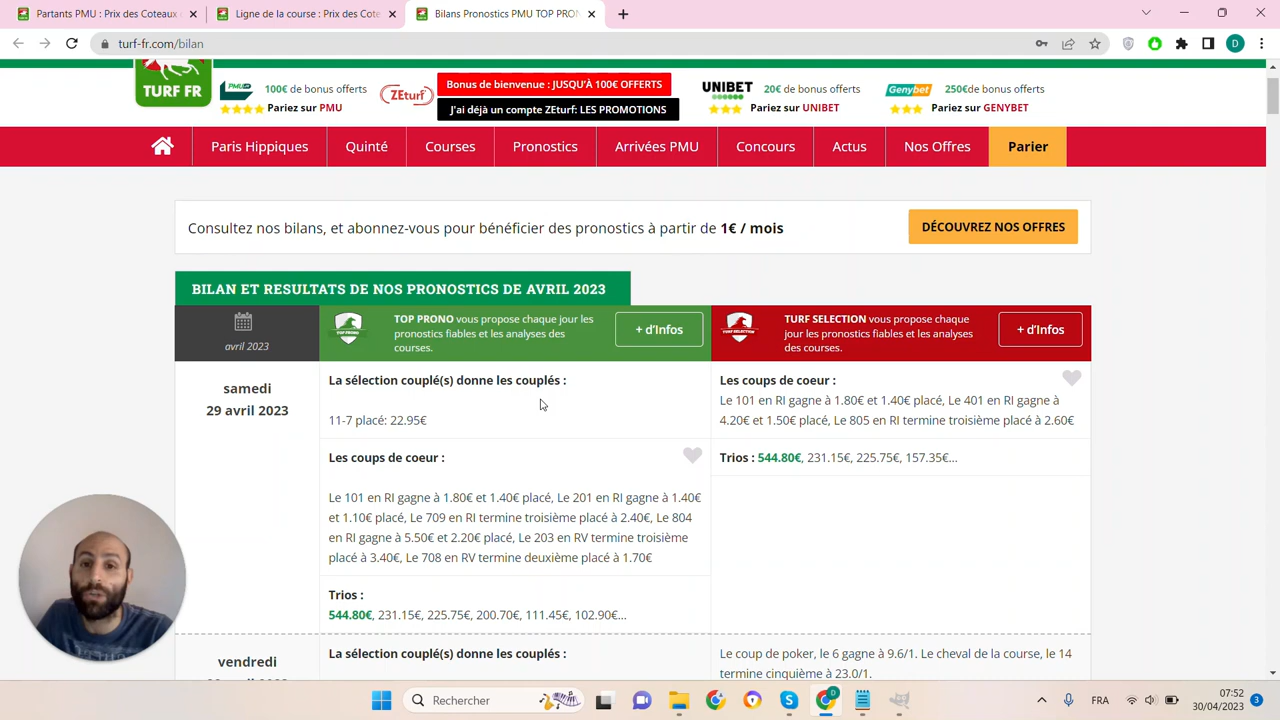 Partants PMU : Prix des Coteaux
Ligne de la course : Prix des Cote
Bilans Pronostics PMU TOP PRON
turf-fr.com/bilan
D
TURF FR
PMU
100€ de bonus offerts
Pariez sur PMU
ZEturf
Bonus de bienvenue : JUSQU'À 100€ OFFERTS
J'ai déjà un compte ZEturf: LES PROMOTIONS
UNIBET
20€ de bonus offerts
Pariez sur UNIBET
Genybet
250€de bonus offerts
Pariez sur GENYBET
Paris Hippiques
Quinté
Courses
Pronostics
Arrivées PMU
Concours
Actus
Nos Offres
Parier
Consultez nos bilans, et abonnez-vous pour bénéficier des pronostics à partir de 1€ / mois
DÉCOUVREZ NOS OFFRES
BILAN ET RESULTATS DE NOS PRONOSTICS DE AVRIL 2023
avril 2023
TOP PRONO
TOP PRONO vous propose chaque jour les
pronostics fiables et les analyses des
courses.
+ d'Infos
TURF SELECTION
TURF SELECTION vous propose chaque
jour les pronostics fiables et les analyses
des courses.
+ d'Infos
samedi
29 avril 2023
La sélection couplé(s) donne les couplés :
11-7 placé: 22.95€
Les coups de coeur :
Le 101 en RI gagne à 1.80€ et 1.40€ placé, Le 201 en RI gagne à 1.40€
et 1.10€ placé, Le 709 en RI termine troisième placé à 2.40€, Le 804
en RI gagne à 5.50€ et 2.20€ placé, Le 203 en RV termine troisième
placé à 3.40€, Le 708 en RV termine deuxième placé à 1.70€
Trios :
544.80€, 231.15€, 225.75€, 200.70€, 111.45€, 102.90€...
Les coups de coeur :
Le 101 en RI gagne à 1.80€ et 1.40€ placé, Le 401 en RI gagne à
4.20€ et 1.50€ placé, Le 805 en RI termine troisième placé à 2.60€
Trios : 544.80€, 231.15€, 225.75€, 157.35€...
vendredi
La sélection couplé(s) donne les couplés :
Le coup de poker, le 6 gagne à 9.6/1. Le cheval de la course, le 14
termine cinquième à 23.0/1.
Rechercher
D
FRA
07:52
30/04/2023
3